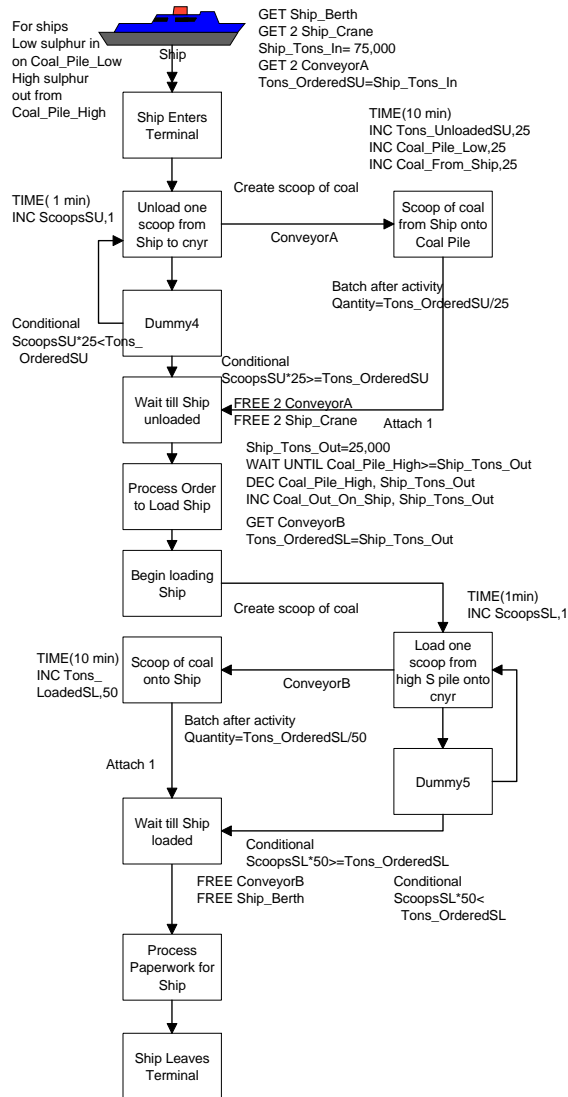 For ships
Low sulphur in
on Coal_Pile_Low
High sulphur
out from
Coal_Pile_High
Ship
GET Ship_Berth
GET 2 Ship_Crane
Ship_Tons_In= 75,000
GET 2 ConveyorA
Tons_OrderedSU=Ship_Tons_In
Ship Enters
Terminal
TIME(10 min)
INC Tons_UnloadedSU,25
INC Coal_Pile_Low,25
INC Coal_From_Ship,25
TIME( 1 min)
INC ScoopsSU,1
Unload one
scoop from
Ship to cnyr
Create scoop of coal
ConveyorA
Scoop of coal
from Ship onto
Coal Pile
Batch after activity
Qantity=Tons_OrderedSU/25
Conditional
ScoopsSU*25<Tons_
OrderedSU
Dummy4
Conditional
ScoopsSU*25>=Tons_OrderedSU
Wait till Ship
unloaded
FREE 2 ConveyorA
FREE 2 Ship_Crane
Attach 1
Ship_Tons_Out=25,000
WAIT UNTIL Coal_Pile_High>=Ship_Tons_Out
DEC Coal_Pile_High, Ship_Tons_Out
INC Coal_Out_On_Ship, Ship_Tons_Out
Process Order
to Load Ship
GET ConveyorB
Tons_OrderedSL=Ship_Tons_Out
Begin loading
Ship
Create scoop of coal
TIME(1min)
INC ScoopsSL,1
TIME(10 min)
INC Tons_
LoadedSL,50
Scoop of coal
onto Ship
ConveyorB
Load one
scoop from
high S pile onto
cnyr
Batch after activity
Quantity=Tons_OrderedSL/50
Attach 1
Dummy5
Wait till Ship
loaded
Conditional
ScoopsSL*50>=Tons_OrderedSL
FREE ConveyorB
FREE Ship_Berth
Conditional
ScoopsSL*50<
Tons_OrderedSL
Process
Paperwork for
Ship
Ship Leaves
Terminal